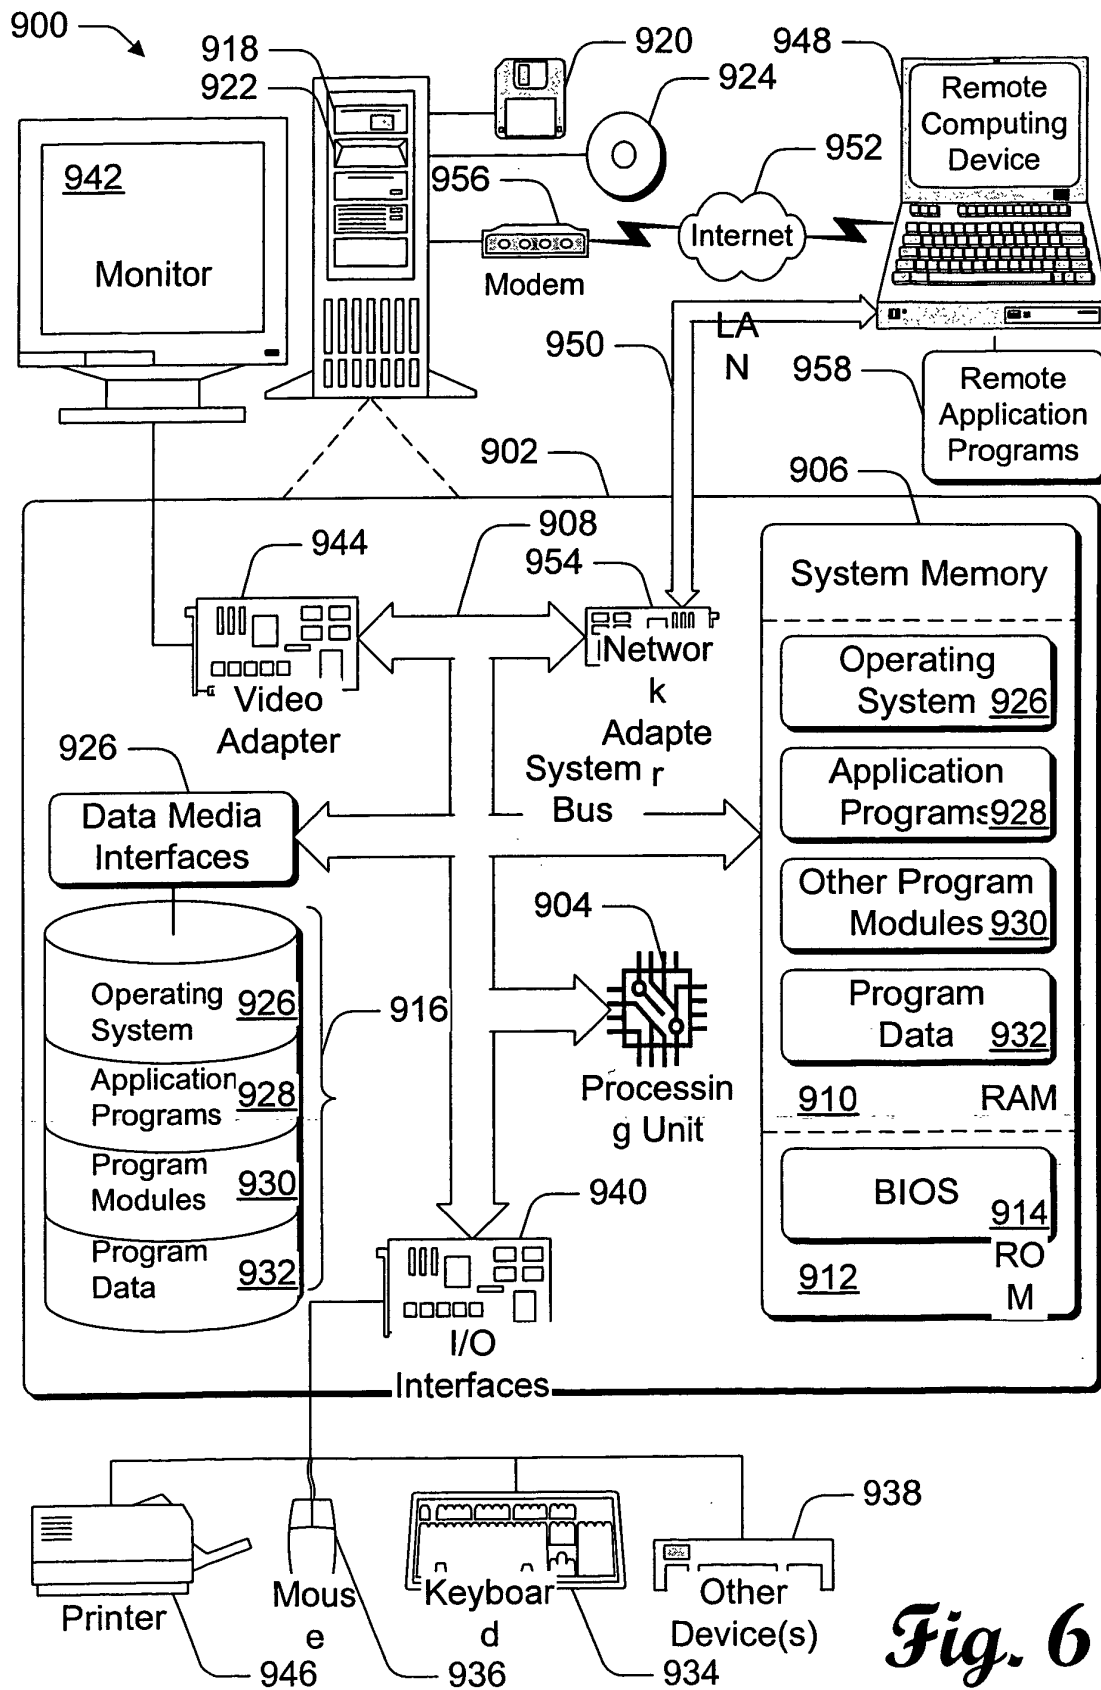 900
918
922
920
924
948
Remote
Computing
Device
942
Monitor
956
952
Internet
Modem
LA
N
950
958
Remote
Application
Programs
902
906
908
944
954
System Memory
Networ
k
Adapte
r
Video
Adapter
Operating
System 926
926
System
Bus
Application
Programs 928
Data Media
Interfaces
Other Program
Modules 930
904
Operating
System 926
916
Program
Data 932
Application
Programs 928
Processin
g Unit
910 RAM
Program
Modules 930
940
BIOS
914
Program
Data 932
912
RO
M
I/O
Interfaces
938
Printer
Mous
e
Keyboar
d
Other
Device(s)
946
936
934
Fig. 6